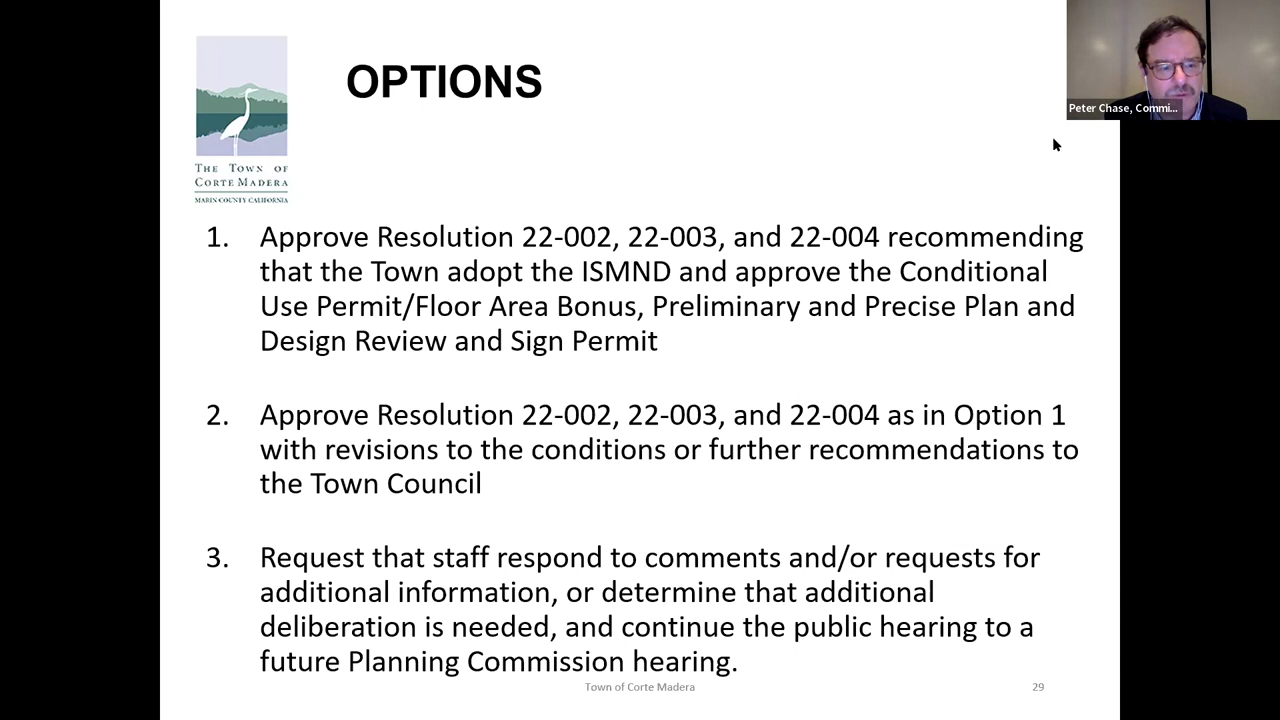 OPTIONS
Peter Chase, Commi...
THE TOWN OF
CORTE MADERA
MARIN COUNTY CALIFORNIA
1. Approve Resolution 22-002, 22-003, and 22-004 recommending
that the Town adopt the ISMND and approve the Conditional
Use Permit/Floor Area Bonus, Preliminary and Precise Plan and
Design Review and Sign Permit
2. Approve Resolution 22-002, 22-003, and 22-004 as in Option 1
with revisions to the conditions or further recommendations to
the Town Council
3. Request that staff respond to comments and/or requests for
additional information, or determine that additional
deliberation is needed, and continue the public hearing to a
future Planning Commission hearing.
Town of Corte Madera
29